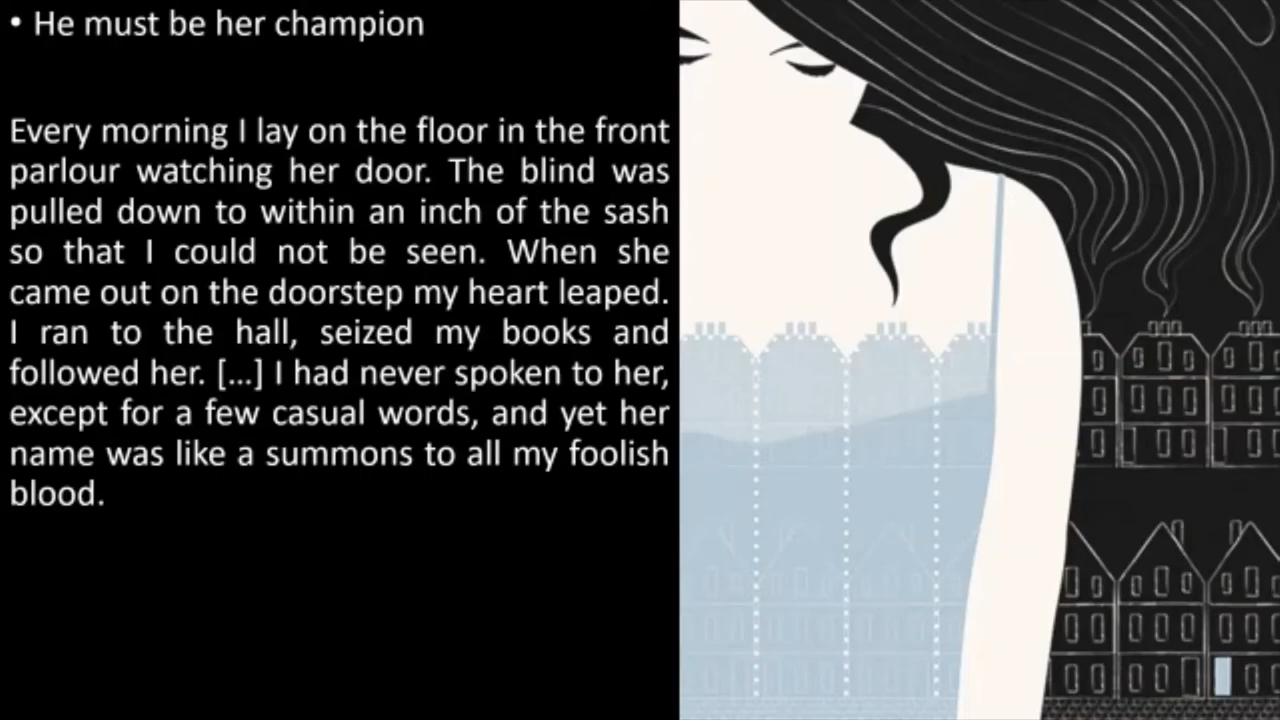 • He must be her champion
Every morning I lay on the floor in the front
parlour watching her door. The blind was
pulled down to within an inch of the sash
so that I could not be seen. When she
came out on the doorstep my heart leaped.
I ran to the hall, seized my books and
followed her. […] I had never spoken to her,
except for a few casual words, and yet her
name was like a summons to all my foolish
blood.